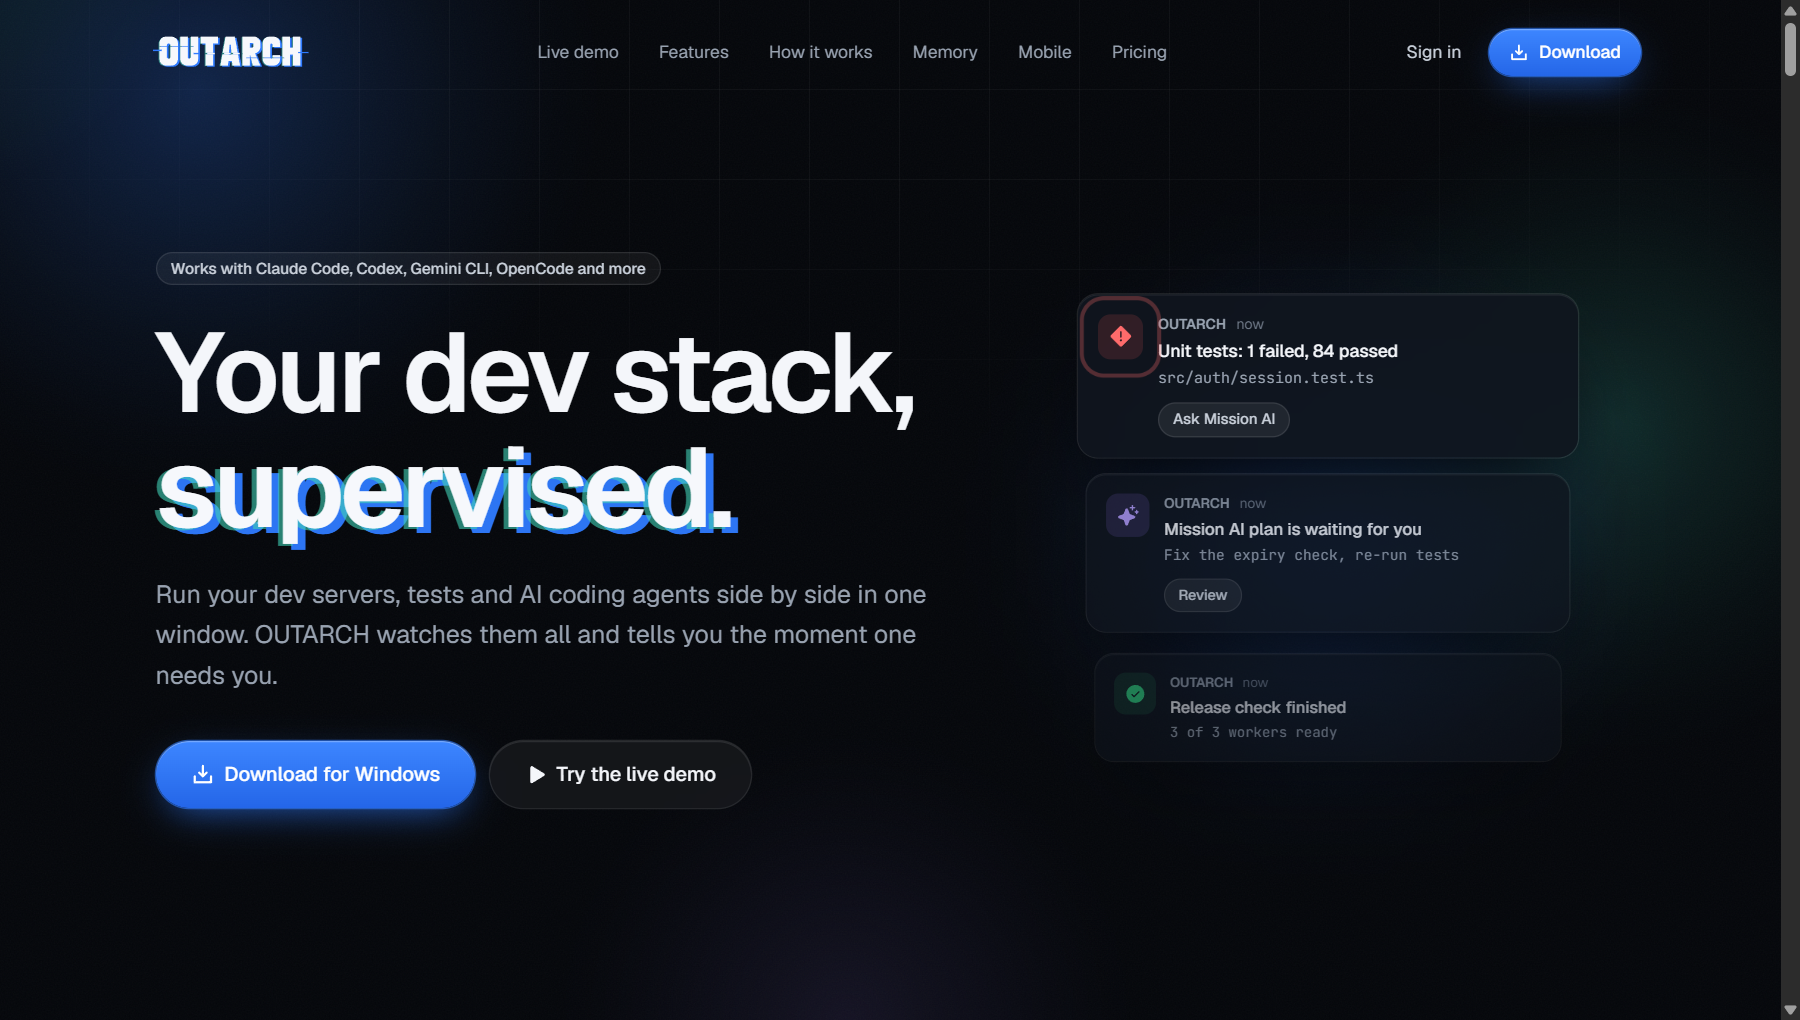 OUTARCH
Live demo
Features
How it works
Memory
Mobile
Pricing
Sign in
Download
Works with Claude Code, Codex, Gemini CLI, OpenCode and more
Your dev stack,
supervised.
Run your dev servers, tests and AI coding agents side by side in one
window. OUTARCH watches them all and tells you the moment one
needs you.
Download for Windows
Try the live demo
OUTARCH now
Unit tests: 1 failed, 84 passed
src/auth/session.test.ts
Ask Mission AI
OUTARCH now
Mission AI plan is waiting for you
Fix the expiry check, re-run tests
Review
OUTARCH now
Release check finished
3 of 3 workers ready